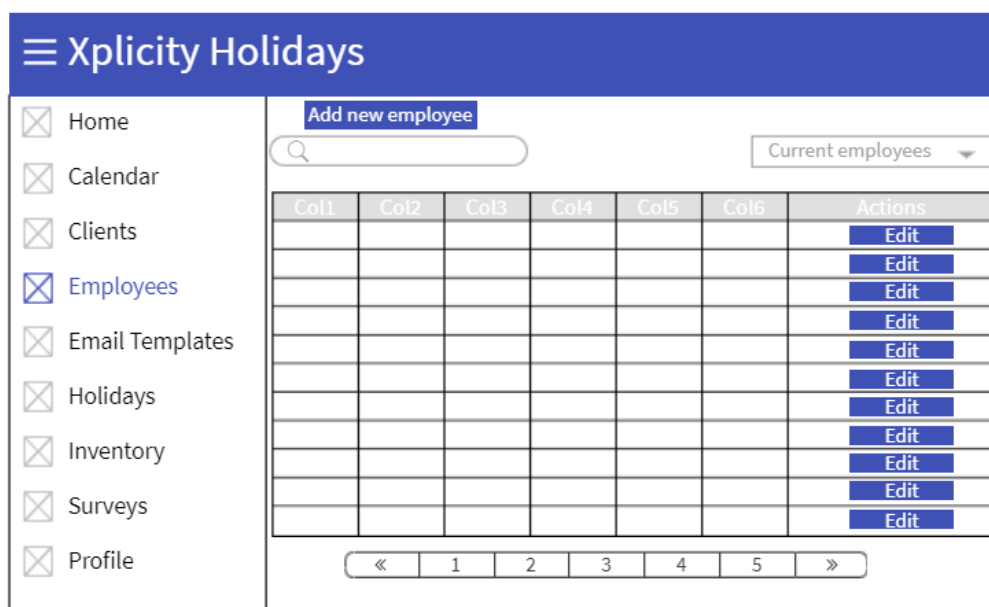 Xplicity Holidays
Home
Calendar
Clients
Employees
Email Templates
Holidays
Inventory
Surveys
Profile
Add new employee
Current employees
Col1 Col2 Col3 Col4 Col5 Col6 Actions
Edit
Edit
Edit
Edit
Edit
Edit
Edit
Edit
Edit
Edit
Edit
« 1 2 3 4 5 »